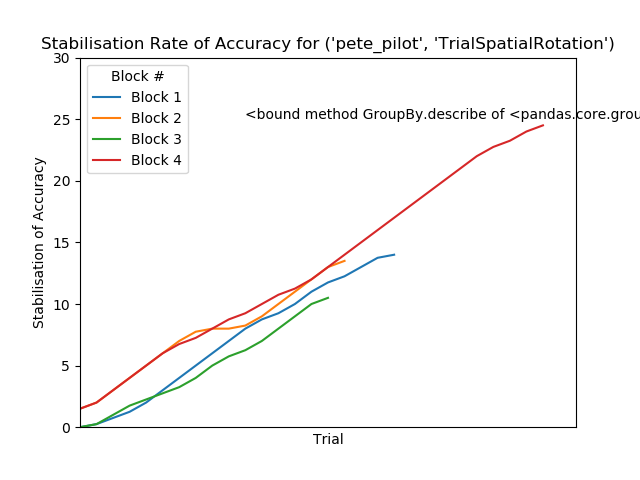 Stabilisation Rate of Accuracy for ('pete_pilot', 'TrialSpatialRotation')
30
25
20
15
10
5
0
Stabilisation of Accuracy
Block #
Block 1
Block 2
Block 3
Block 4
<bound method GroupBy.describe of <pandas.core.grou
Trial